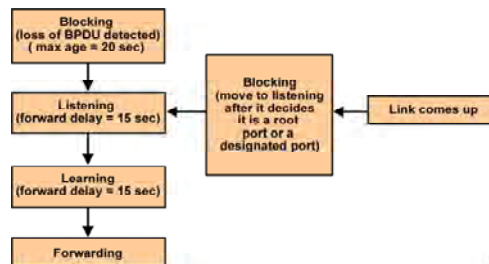 Blocking
(loss of BPDU detected)
( max age = 20 sec)
Listening
(forward delay = 15 sec)
Learning
(forward delay = 15 sec)
Forwarding
Blocking
(move to listening
after it decides
it is a root
port or a
designated port)
Link comes up